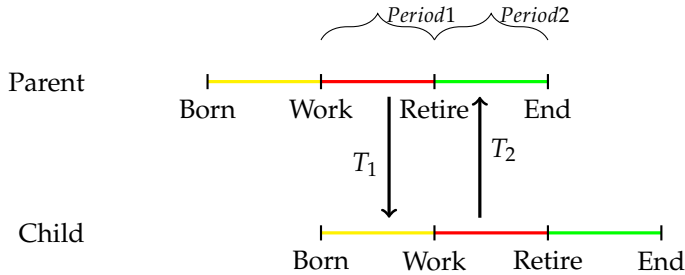 Period1 Period2
Parent
Born Work Retire End
T1 T2
Child
Born Work Retire End